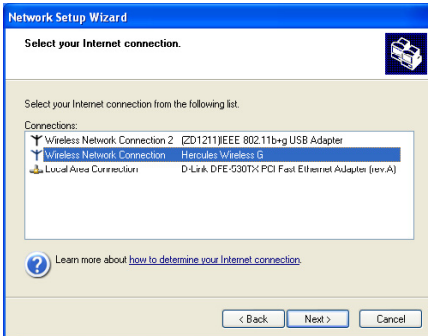 Network Setup Wizard
Select your Internet connection.
Select your Internet connection from the following list.
Connections:
Wireless Network Connection 2 (ZD1211)IEEE 802.11b+g USB Adapter
Wireless Network Connection Hercules Wireless G
Local Area Connection D-Link DFE-530TX PCI Fast Ethernet Adapter (rev.A)
Learn more about how to determine your Internet connection.
< Back Next > Cancel